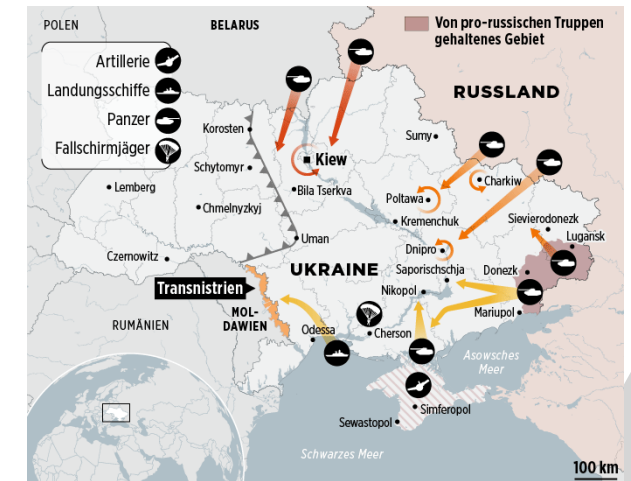 POLEN
BELARUS
Von pro-russischen Truppen
gehaltenes Gebiet
Artillerie
Landungsschiffe
Panzer
Fallschirmjäger
RUSSLAND
Korosten
Sumy
Kiew
Schytomyr
Charkiw
Lemberg
Bila Tserkva
Poltawa
Chmelnyzkyj
Kremenchuk
Sievierodonezk
Uman
Dnipro
Lugansk
Czernowitz
UKRAINE
Saporischschja
Donezk
Transnistrien
Nikopol
MOL-
DAWIEN
Mariupol
RUMÄNIEN
Odessa
Cherson
Asowsches
Meer
Simferopol
Sewastopol
Schwarzes Meer
100 km